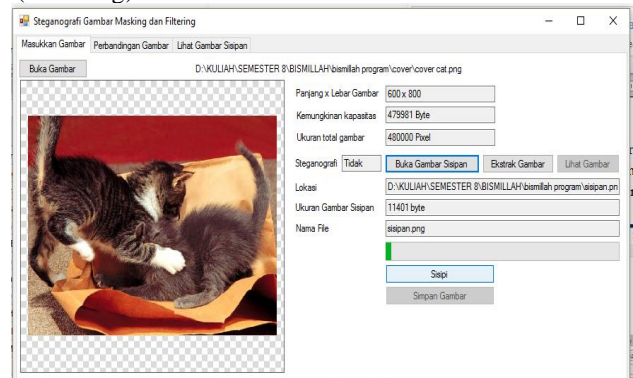 Steganografi Gambar Masking dan Filtering
Masukkan Gambar Perbandingan Gambar Lihat Gambar Sisipan
Buka Gambar D:\KULIAH\SEMESTER 8\BISMILLAH\bismillah program\cover\cover cat.png
Panjang x Lebar Gambar 600 x 800
Kemungkinan kapasitas 479981 Byte
Ukuran total gambar 480000 Pixel
Steganografi Tidak Buka Gambar Sisipan Ekstrak Gambar Lihat Gambar
Lokasi D:\KULIAH\SEMESTER 8\BISMILLAH\bismillah program\sisipan.pn
Ukuran Gambar Sisipan 11401 byte
Nama File sisipan.png
Sisipi
Simpan Gambar